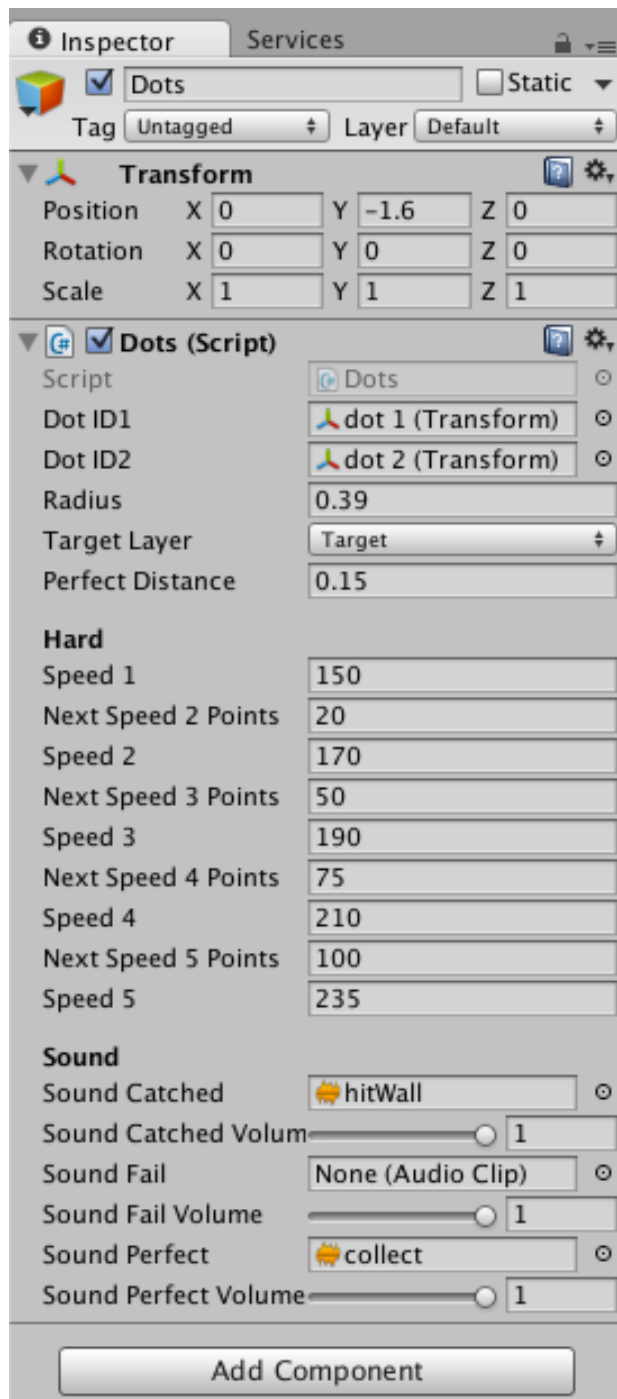 Inspector Services
Dots Static
Tag Untagged Layer Default
Transform
Position X 0 Y -1.6 Z 0
Rotation X 0 Y 0 Z 0
Scale X 1 Y 1 Z 1
Dots (Script)
Script Dots
Dot ID1 dot 1 (Transform)
Dot ID2 dot 2 (Transform)
Radius 0.39
Target Layer Target
Perfect Distance 0.15
Hard
Speed 1 150
Next Speed 2 Points 20
Speed 2 170
Next Speed 3 Points 50
Speed 3 190
Next Speed 4 Points 75
Speed 4 210
Next Speed 5 Points 100
Speed 5 235
Sound
Sound Catched hitWall
Sound Catched Volum 1
Sound Fail None (Audio Clip)
Sound Fail Volume 1
Sound Perfect collect
Sound Perfect Volume 1
Add Component